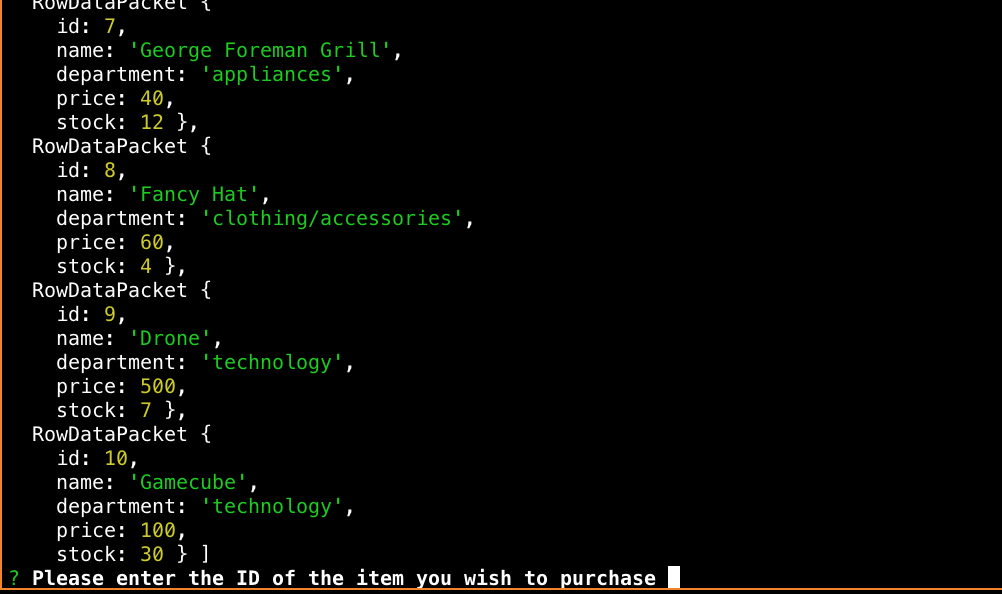 RowDataPacket {
id: 7,
name: 'George Foreman Grill',
department: 'appliances',
price: 40,
stock: 12 },
RowDataPacket {
id: 8,
name: 'Fancy Hat',
department: 'clothing/accessories',
price: 60,
stock: 4 },
RowDataPacket {
id: 9,
name: 'Drone',
department: 'technology',
price: 500,
stock: 7 },
RowDataPacket {
id: 10,
name: 'Gamecube',
department: 'technology',
price: 100,
stock: 30 } ]
? Please enter the ID of the item you wish to purchase